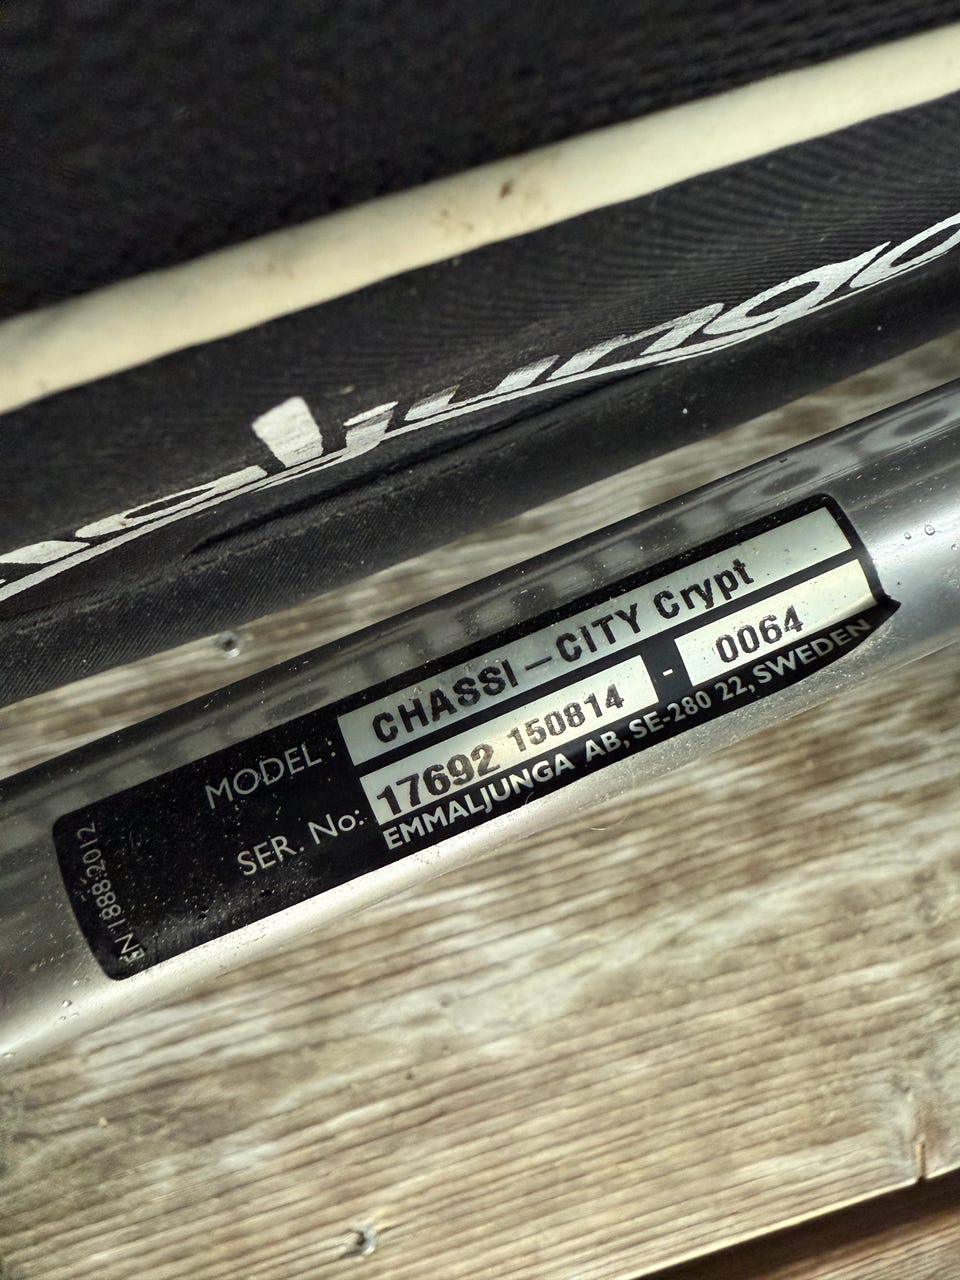 MODEL: CHASSI-CITY Crypt
SER. No: 17692 150814 - 0064
EMMALJUNGA AB, SE-280 22, SWEDEN
EN 1888:2012